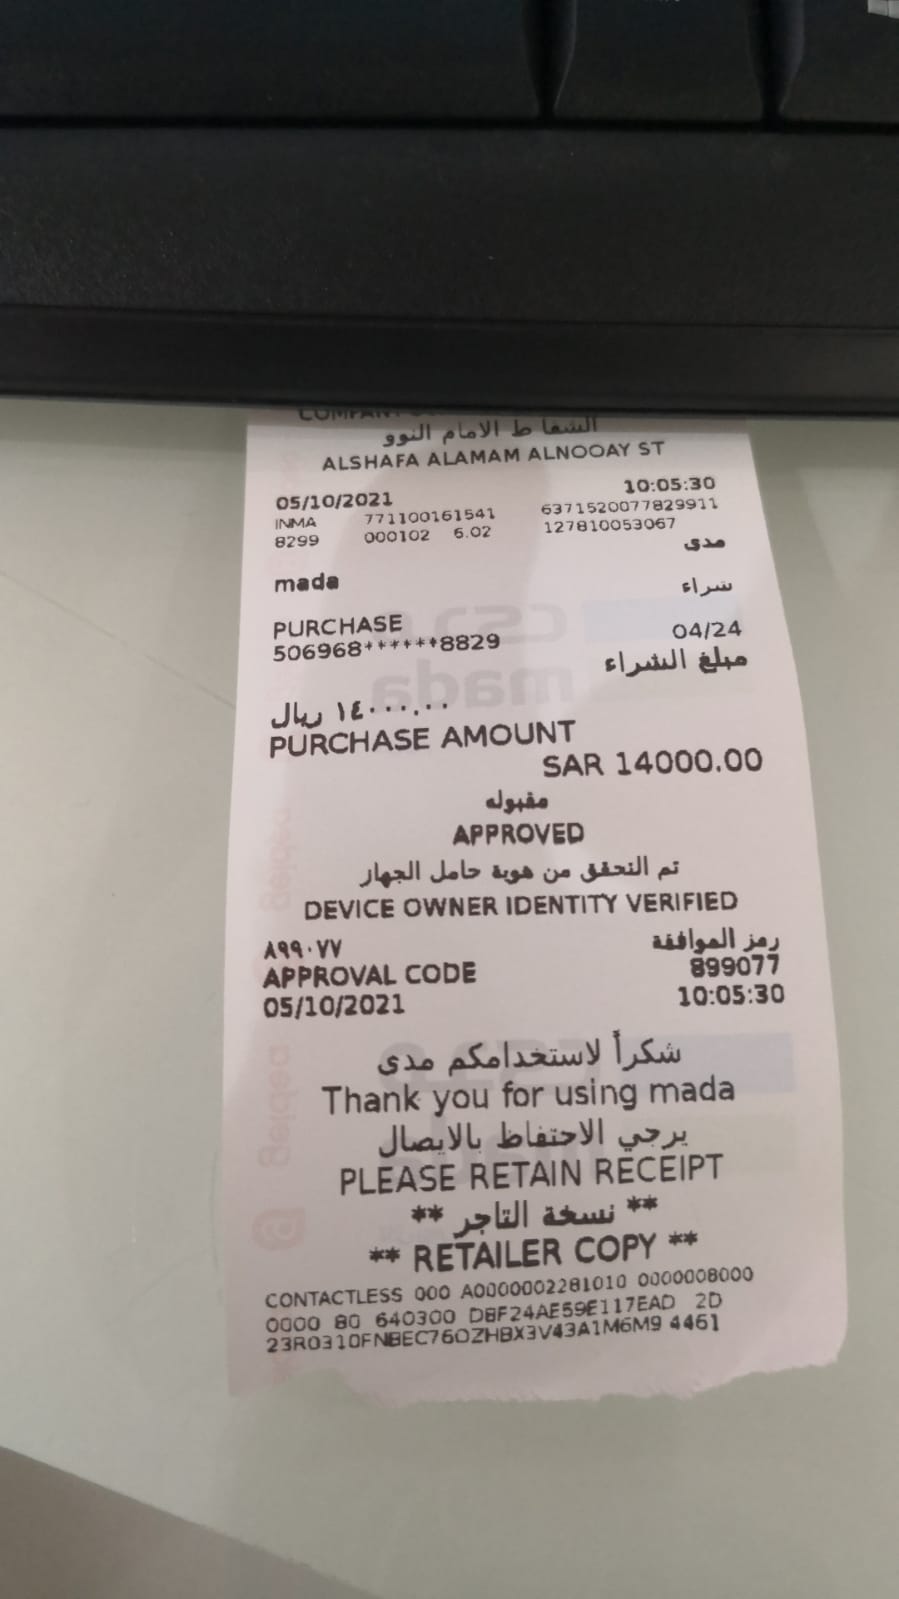 الشفا ط الامام النوو
ALSHAFA ALAMAM ALNOOAY ST
05/10/2021 10:05:30
INMA 771100161541 6371520077829911
8299 000102 6.02 127810053067
مدى
mada
شراء
PURCHASE
506968******8829 04/24
مبلغ الشراء
١٤٠٠٠.٠٠ ريال
PURCHASE AMOUNT
SAR 14000.00
مقبوله
APPROVED
تم التحقق من هوية حامل الجهاز
DEVICE OWNER IDENTITY VERIFIED
٨٩٩٠٧٧ رمز الموافقة
APPROVAL CODE 899077
05/10/2021 10:05:30
شكراً لاستخدامكم مدى
Thank you for using mada
يرجي الاحتفاظ بالايصال
PLEASE RETAIN RECEIPT
** نسخة التاجر **
** RETAILER COPY **
CONTACTLESS 000 A0000002281010 0000008000
0000 80 640300 D8F24AE59E117EAD 2D
23R0310FNBEC76OZHBX3V43A1M6M9 4461